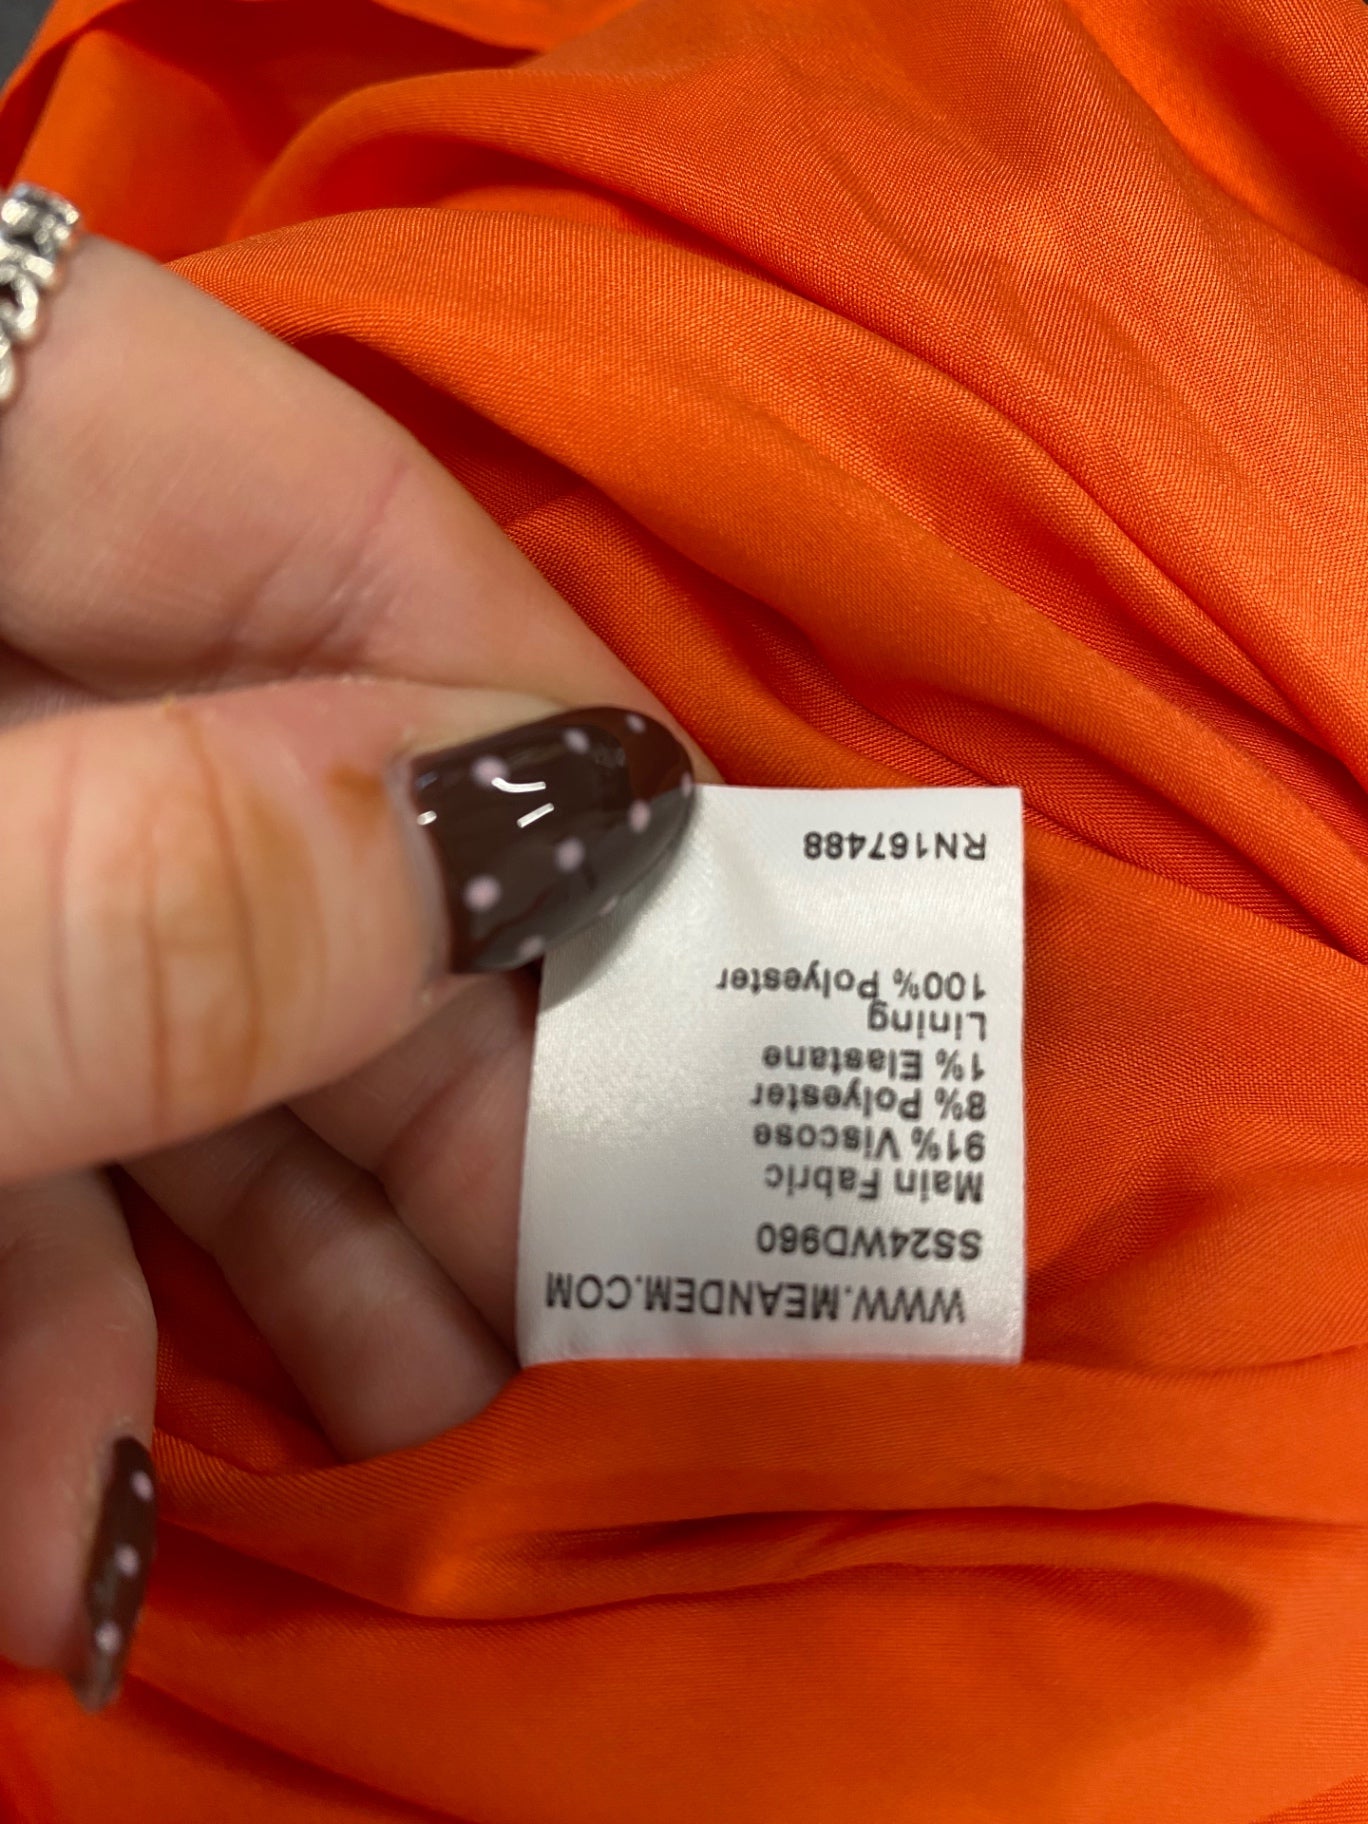 WWW.MEANDEM.COM
SS24WD960
Main Fabric
91% Viscose
8% Polyester
1% Elastane
Lining
100% Polyester
RN167488